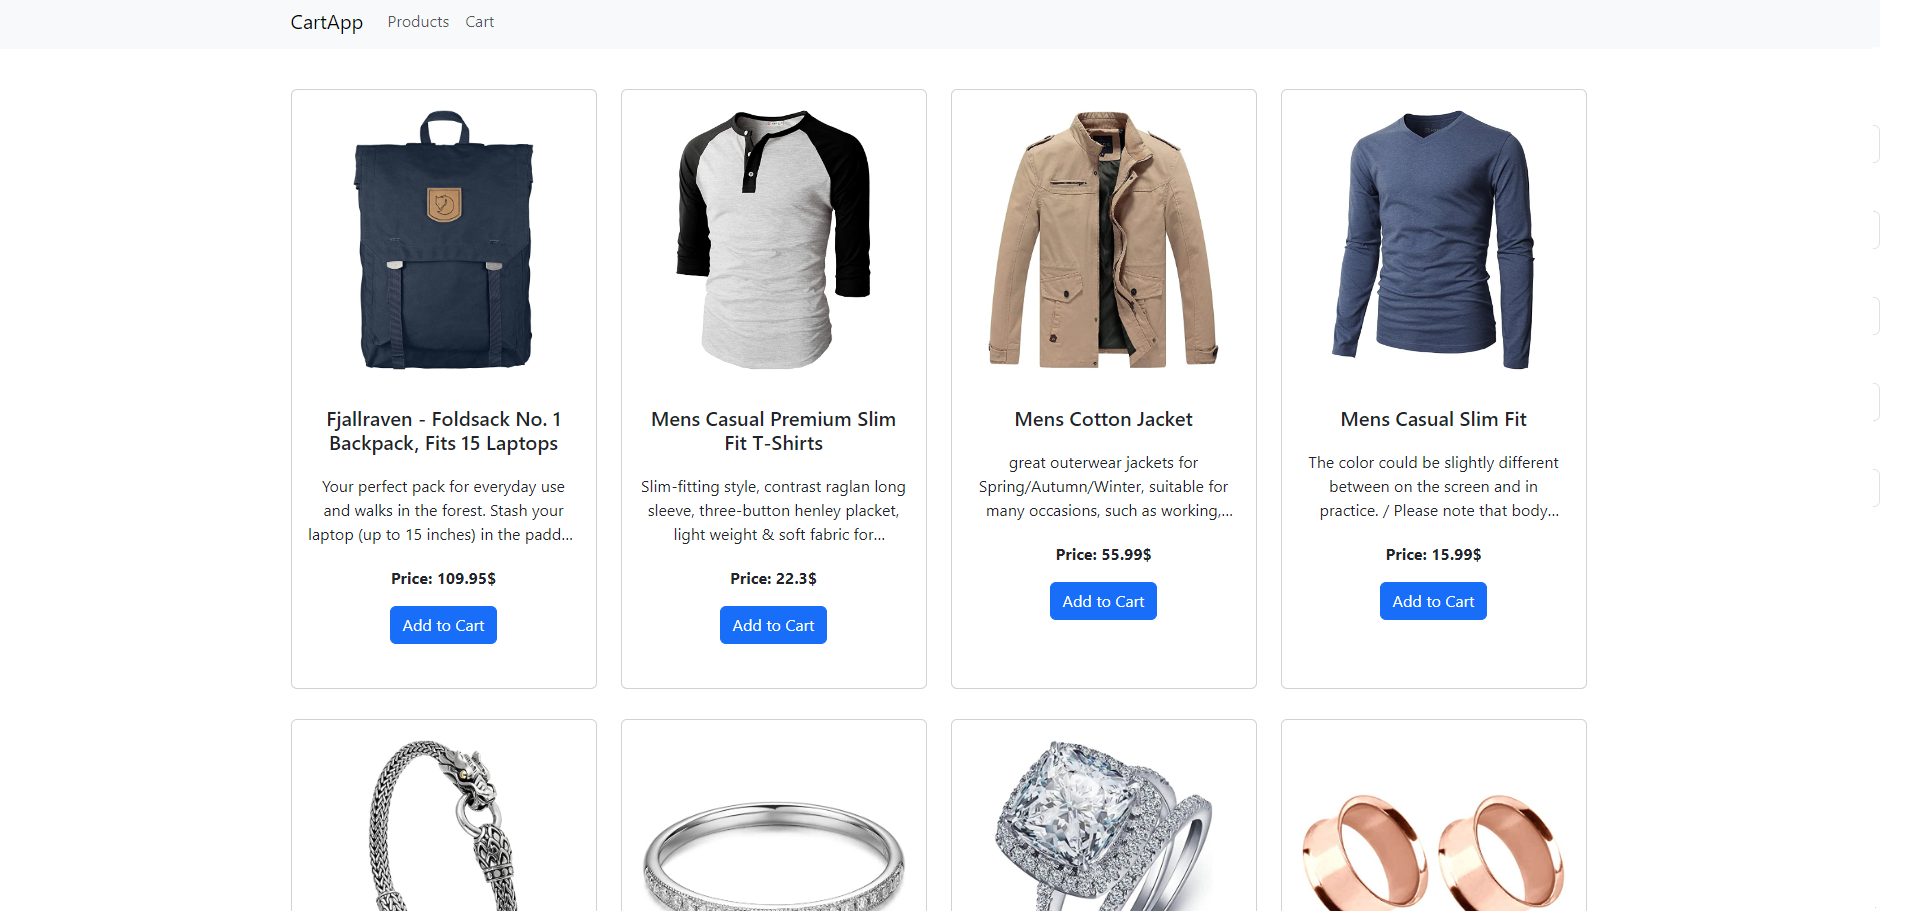 CartApp Products Cart
Fjallraven - Foldsack No. 1
Backpack, Fits 15 Laptops
Your perfect pack for everyday use
and walks in the forest. Stash your
laptop (up to 15 inches) in the padd...
Price: 109.95$
Add to Cart
Mens Casual Premium Slim
Fit T-Shirts
Slim-fitting style, contrast raglan long
sleeve, three-button henley placket,
light weight & soft fabric for...
Price: 22.3$
Add to Cart
Mens Cotton Jacket
great outerwear jackets for
Spring/Autumn/Winter, suitable for
many occasions, such as working,...
Price: 55.99$
Add to Cart
Mens Casual Slim Fit
The color could be slightly different
between on the screen and in
practice. / Please note that body...
Price: 15.99$
Add to Cart